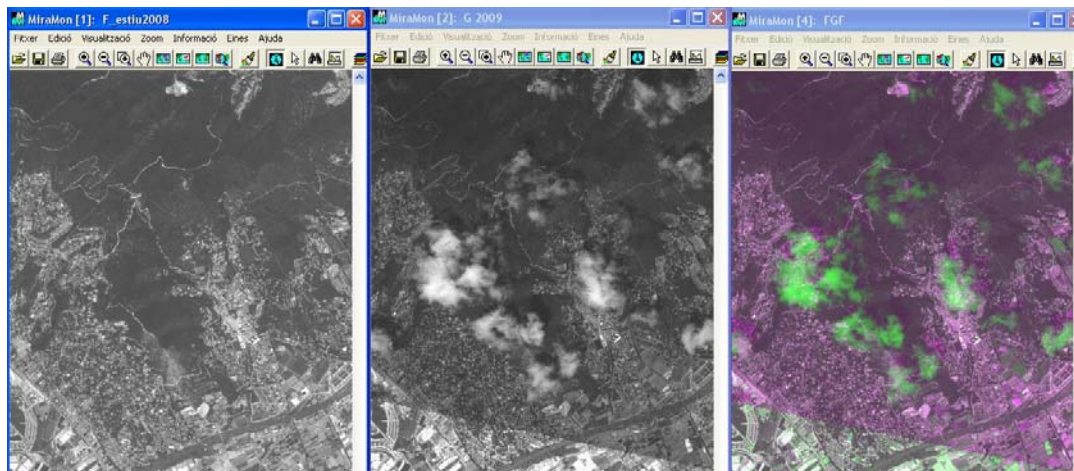 MiraMon [1]: F_estiu2008
Fitxer Edició Visualització Zoom Informació Eines Ajuda
MiraMon [2]: G 2009
Fitxer Edició Visualització Zoom Informació Eines Ajuda
MiraMon [4]: FGF
Fitxer Edició Visualització Zoom Informació Eines Ajuda